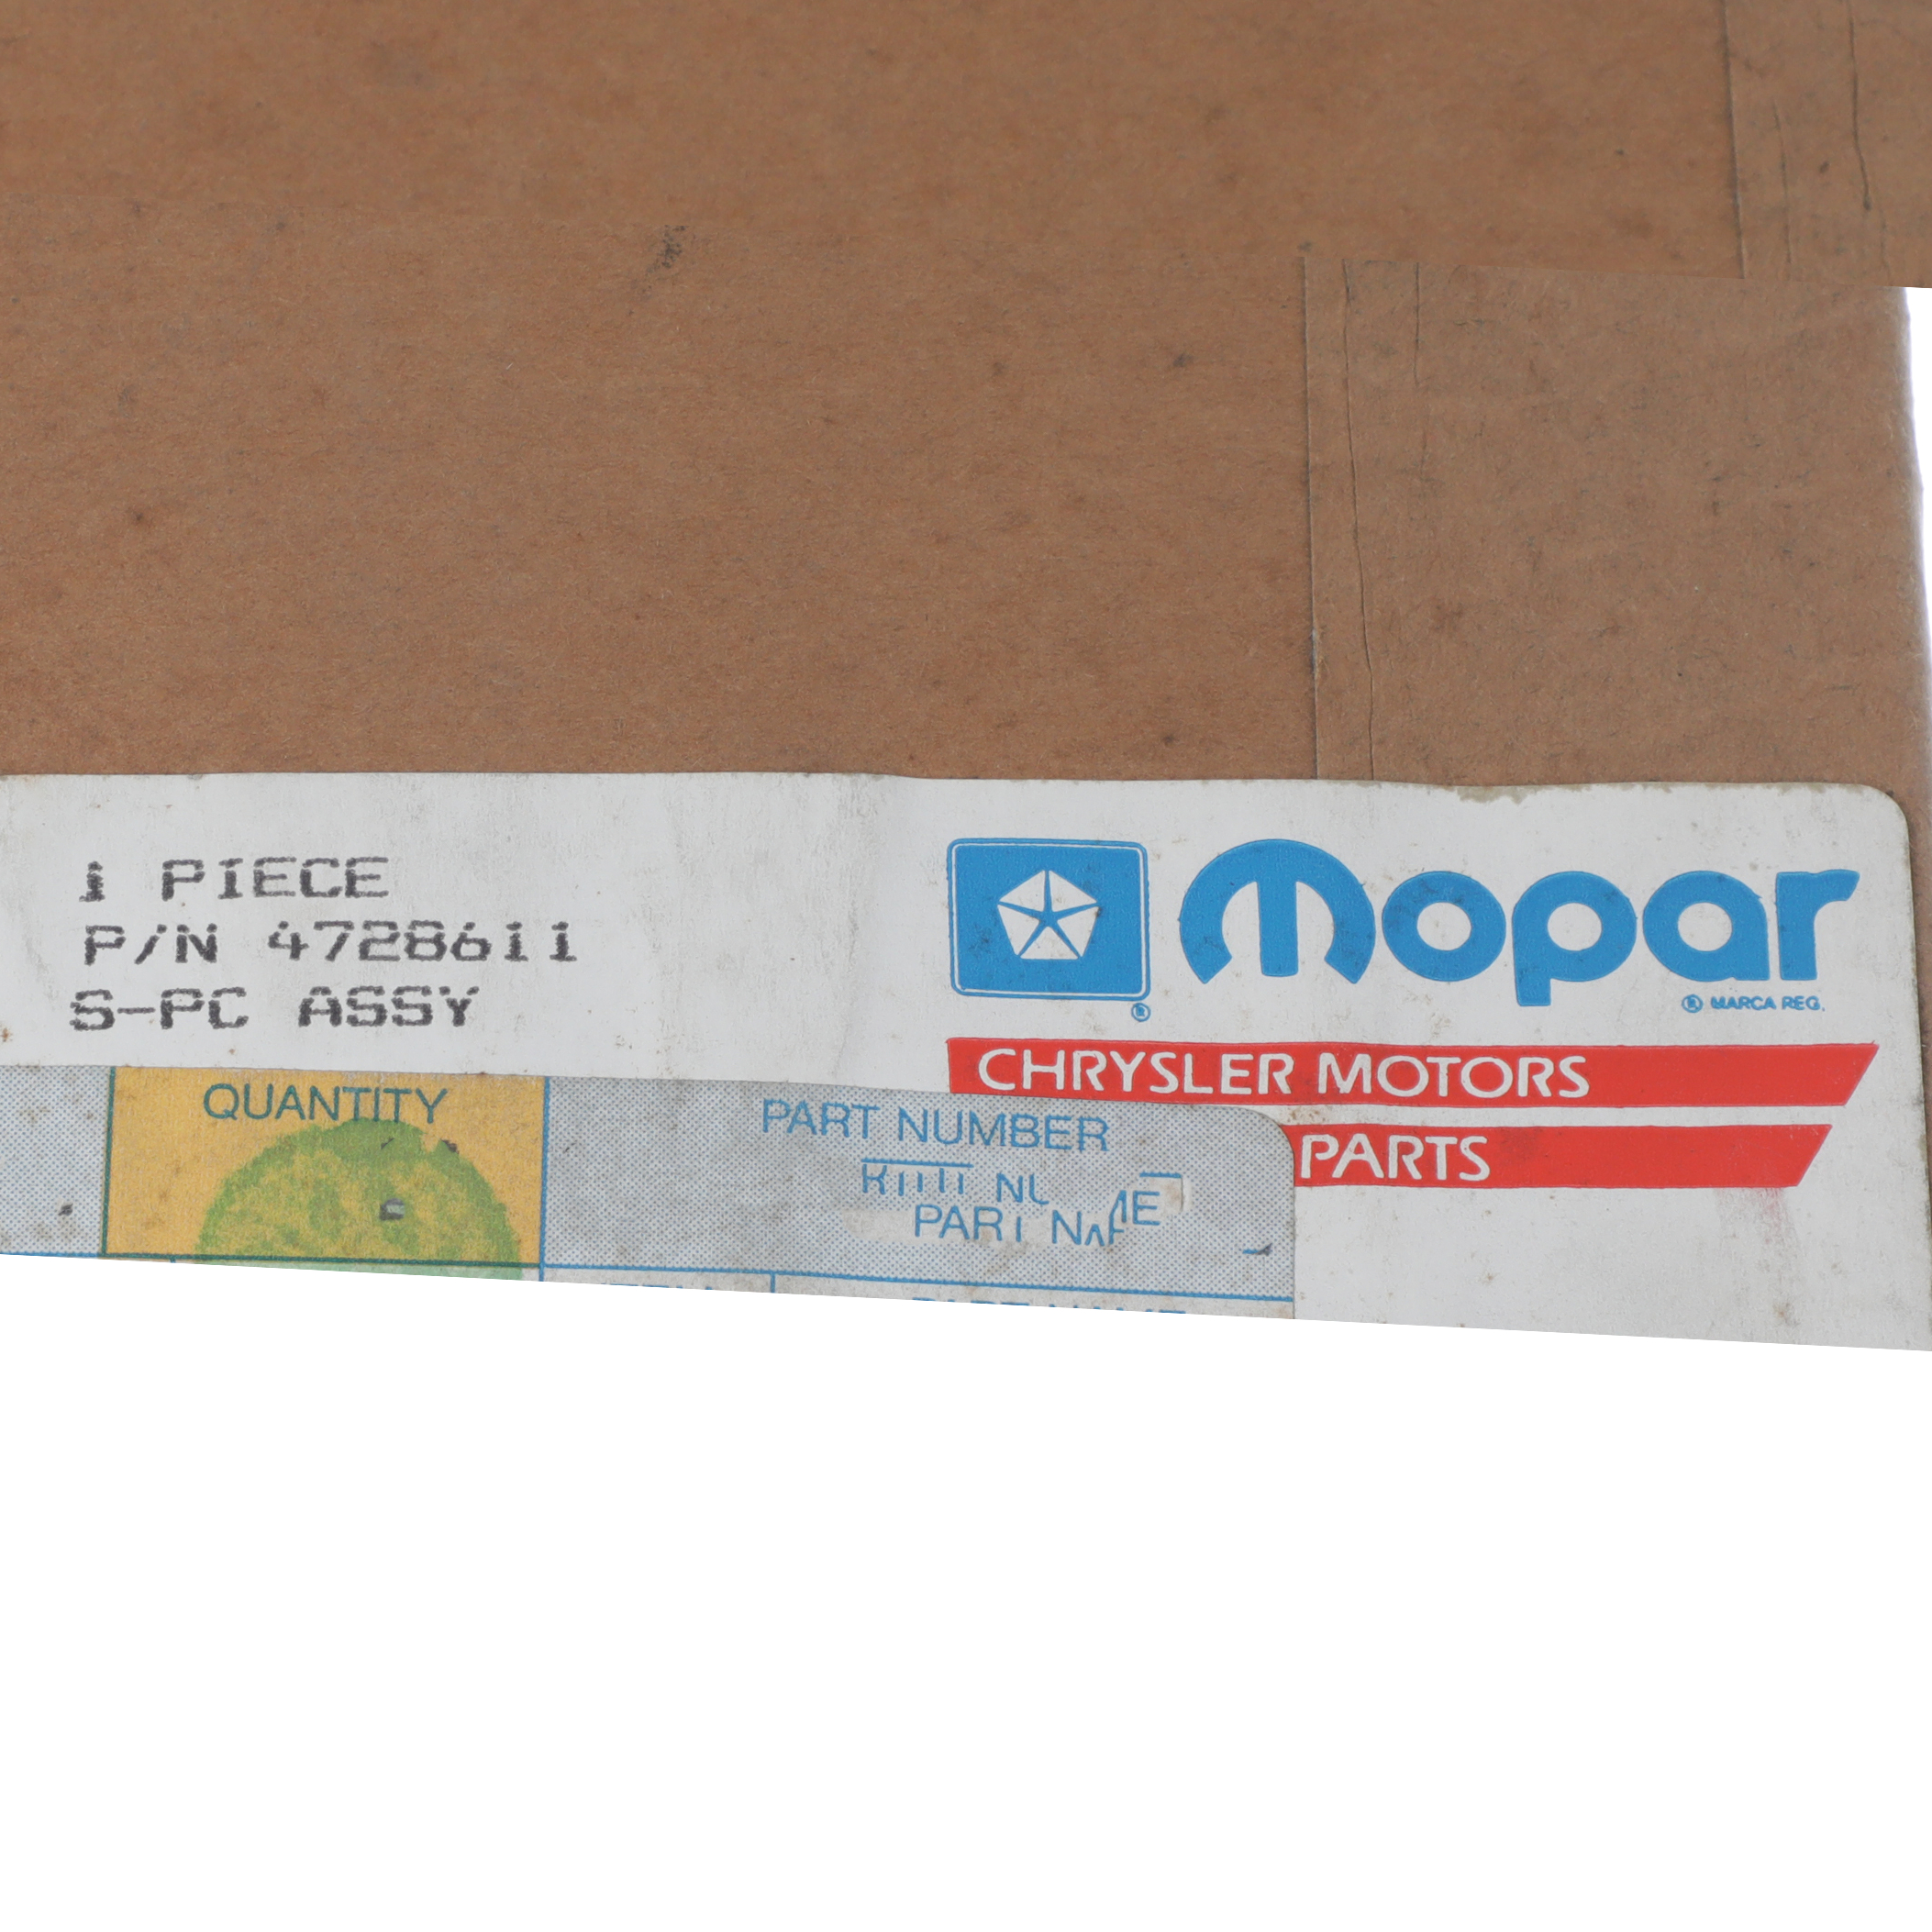 1 PIECE
P/N 4728611
S-PC ASSY
mopar
® MARCA REG.
®
CHRYSLER MOTORS
PARTS
QUANTITY
PART NUMBER